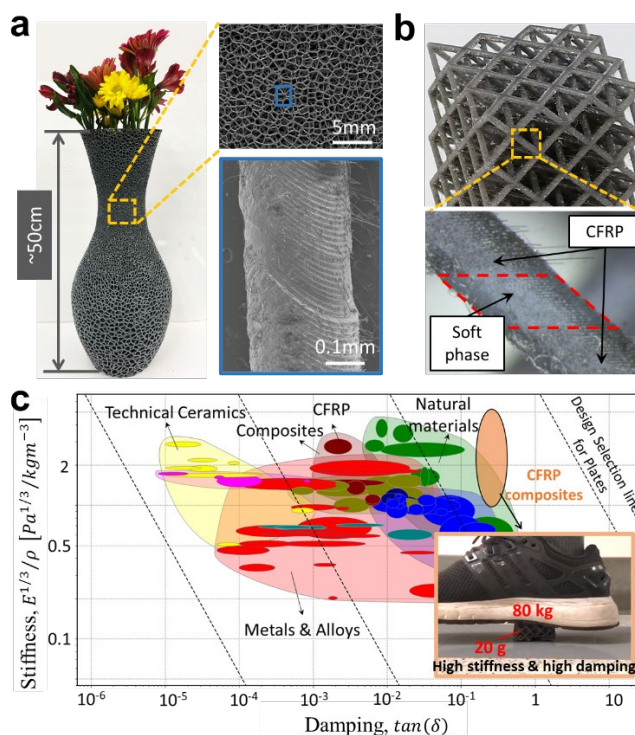 a
~50cm
5mm
0.1mm
b
CFRP
Soft
phase
c
Stiffness, E^1/3/ρ [Pa^1/3/kgm^−3]
2
0.5
0.1
Technical Ceramics
Composites
CFRP
Natural
materials
Design Selection line
for Plates
CFRP
composites
Metals & Alloys
80 kg
20 g
High stiffness & high damping
10^-6
10^-5
10^-4
10^-3
10^-2
10^-1
1
10
Damping, tan(δ)